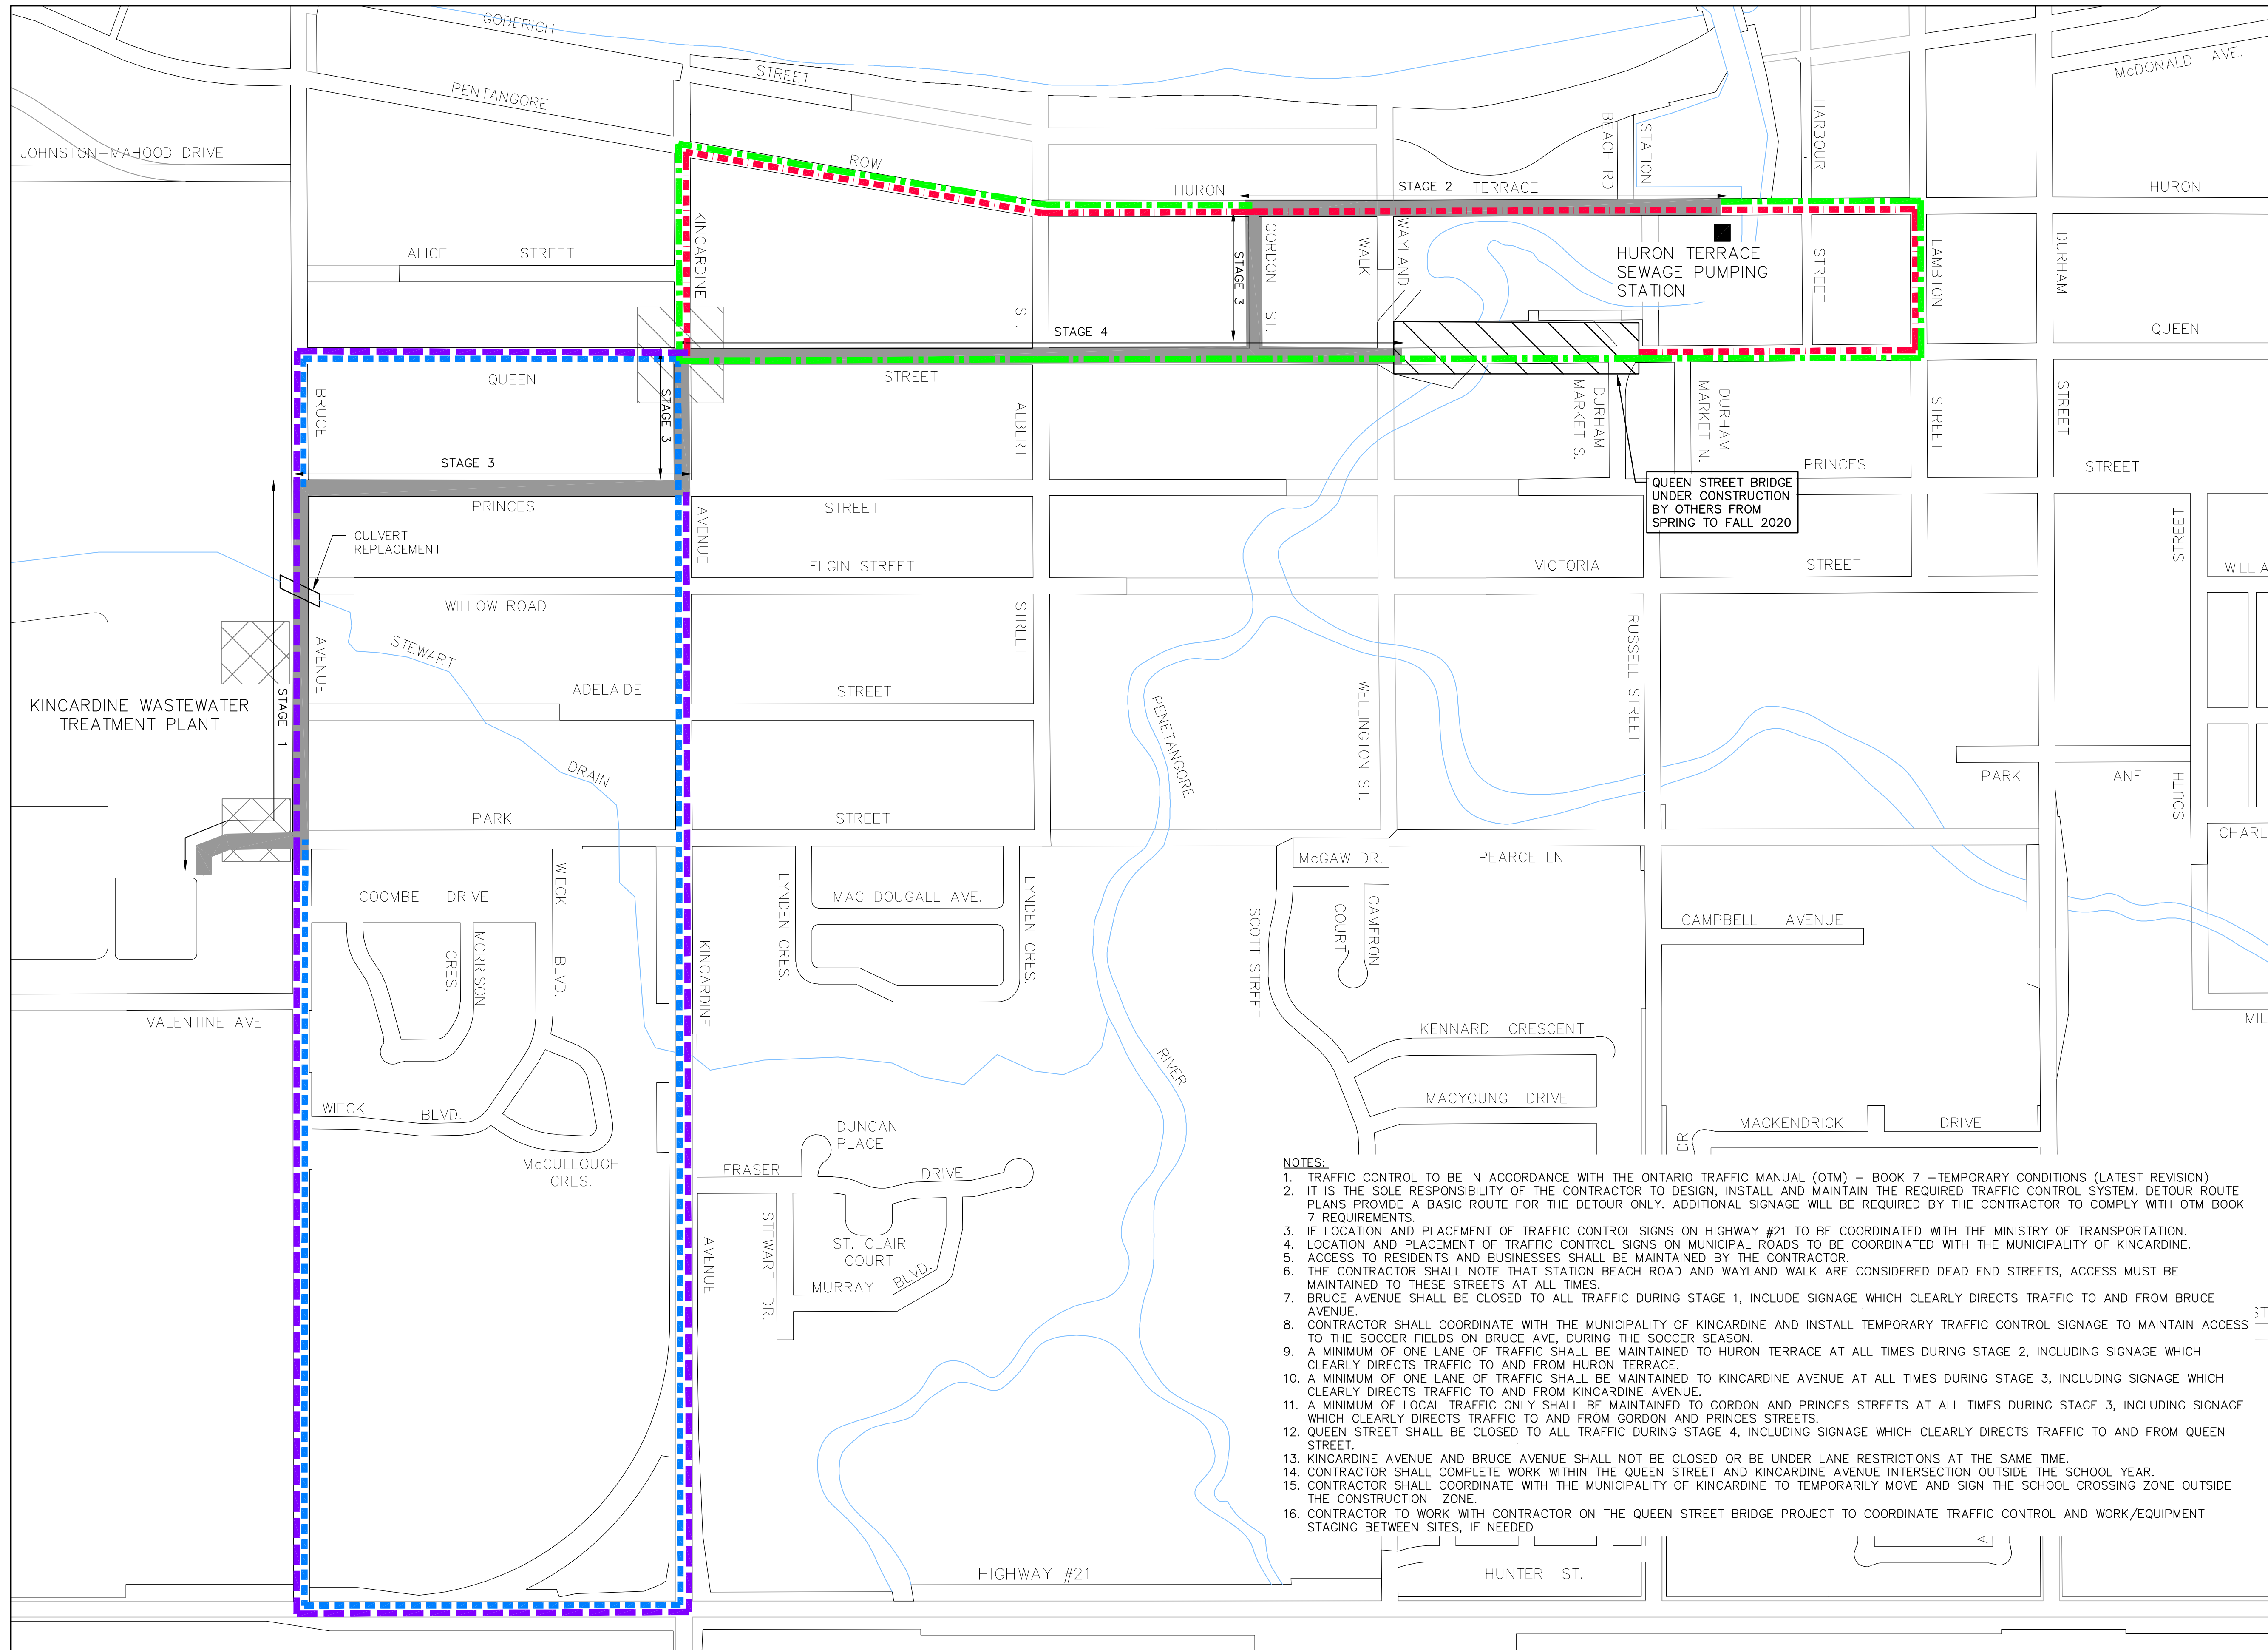 GODERICH
STREET
McDONALD AVE.
PENTANGORE
JOHNSTON-MAHOOD DRIVE
ROW
HURON
STAGE 2
TERRACE
BEACH RD
STATION
HARBOUR
HURON
ALICE STREET
KINCARDINE
ST.
STAGE 3
GORDON
ST.
WALK
WAYLAND
HURON TERRACE
SEWAGE PUMPING
STATION
STREET
LAMBTON
DURHAM
STAGE 4
QUEEN
QUEEN
STREET
BRUCE
STAGE 3
ALBERT
DURHAM
MARKET S.
DURHAM
MARKET N.
STREET
STREET
STAGE 3
PRINCES
STREET
QUEEN STREET BRIDGE
UNDER CONSTRUCTION
BY OTHERS FROM
SPRING TO FALL 2020
PRINCES
STREET
AVENUE
STREET
CULVERT
REPLACEMENT
ELGIN STREET
VICTORIA
STREET
WILLIA
WILLOW ROAD
STREET
AVENUE
RUSSELL STREET
STEWART
ADELAIDE
STREET
KINCARDINE WASTEWATER
TREATMENT PLANT
STAGE 1
PENETANGORE
WELLINGTON ST.
DRAIN
PARK
LANE
SOUTH
PARK
STREET
CHARL
McGAW DR.
PEARCE LN
COOMBE DRIVE
WIECK
BLVD.
LYNDEN CRES.
MAC DOUGALL AVE.
LYNDEN CRES.
SCOTT STREET
COURT
CAMERON
CAMPBELL AVENUE
CRES.
MORRISON
KINCARDINE
VALENTINE AVE
MIL
KENNARD CRESCENT
RIVER
WIECK
BLVD.
MACYOUNG DRIVE
DUNCAN
PLACE
MACKENDRICK
DRIVE
DR.
McCULLOUGH
CRES.
FRASER
DRIVE
STEWART DR.
AVENUE
ST. CLAIR
COURT
MURRAY
BLVD.
NOTES:
1. TRAFFIC CONTROL TO BE IN ACCORDANCE WITH THE ONTARIO TRAFFIC MANUAL (OTM) – BOOK 7 –TEMPORARY CONDITIONS (LATEST REVISION)
2. IT IS THE SOLE RESPONSIBILITY OF THE CONTRACTOR TO DESIGN, INSTALL AND MAINTAIN THE REQUIRED TRAFFIC CONTROL SYSTEM. DETOUR ROUTE
PLANS PROVIDE A BASIC ROUTE FOR THE DETOUR ONLY. ADDITIONAL SIGNAGE WILL BE REQUIRED BY THE CONTRACTOR TO COMPLY WITH OTM BOOK
7 REQUIREMENTS.
3. IF LOCATION AND PLACEMENT OF TRAFFIC CONTROL SIGNS ON HIGHWAY #21 TO BE COORDINATED WITH THE MINISTRY OF TRANSPORTATION.
4. LOCATION AND PLACEMENT OF TRAFFIC CONTROL SIGNS ON MUNICIPAL ROADS TO BE COORDINATED WITH THE MUNICIPALITY OF KINCARDINE.
5. ACCESS TO RESIDENTS AND BUSINESSES SHALL BE MAINTAINED BY THE CONTRACTOR.
6. THE CONTRACTOR SHALL NOTE THAT STATION BEACH ROAD AND WAYLAND WALK ARE CONSIDERED DEAD END STREETS, ACCESS MUST BE
MAINTAINED TO THESE STREETS AT ALL TIMES.
7. BRUCE AVENUE SHALL BE CLOSED TO ALL TRAFFIC DURING STAGE 1, INCLUDE SIGNAGE WHICH CLEARLY DIRECTS TRAFFIC TO AND FROM BRUCE
AVENUE.
8. CONTRACTOR SHALL COORDINATE WITH THE MUNICIPALITY OF KINCARDINE AND INSTALL TEMPORARY TRAFFIC CONTROL SIGNAGE TO MAINTAIN ACCESS
TO THE SOCCER FIELDS ON BRUCE AVE, DURING THE SOCCER SEASON.
9. A MINIMUM OF ONE LANE OF TRAFFIC SHALL BE MAINTAINED TO HURON TERRACE AT ALL TIMES DURING STAGE 2, INCLUDING SIGNAGE WHICH
CLEARLY DIRECTS TRAFFIC TO AND FROM HURON TERRACE.
10. A MINIMUM OF ONE LANE OF TRAFFIC SHALL BE MAINTAINED TO KINCARDINE AVENUE AT ALL TIMES DURING STAGE 3, INCLUDING SIGNAGE WHICH
CLEARLY DIRECTS TRAFFIC TO AND FROM KINCARDINE AVENUE.
11. A MINIMUM OF LOCAL TRAFFIC ONLY SHALL BE MAINTAINED TO GORDON AND PRINCES STREETS AT ALL TIMES DURING STAGE 3, INCLUDING SIGNAGE
WHICH CLEARLY DIRECTS TRAFFIC TO AND FROM GORDON AND PRINCES STREETS.
12. QUEEN STREET SHALL BE CLOSED TO ALL TRAFFIC DURING STAGE 4, INCLUDING SIGNAGE WHICH CLEARLY DIRECTS TRAFFIC TO AND FROM QUEEN
STREET.
13. KINCARDINE AVENUE AND BRUCE AVENUE SHALL NOT BE CLOSED OR BE UNDER LANE RESTRICTIONS AT THE SAME TIME.
14. CONTRACTOR SHALL COMPLETE WORK WITHIN THE QUEEN STREET AND KINCARDINE AVENUE INTERSECTION OUTSIDE THE SCHOOL YEAR.
15. CONTRACTOR SHALL COORDINATE WITH THE MUNICIPALITY OF KINCARDINE TO TEMPORARILY MOVE AND SIGN THE SCHOOL CROSSING ZONE OUTSIDE
THE CONSTRUCTION ZONE.
16. CONTRACTOR TO WORK WITH CONTRACTOR ON THE QUEEN STREET BRIDGE PROJECT TO COORDINATE TRAFFIC CONTROL AND WORK/EQUIPMENT
STAGING BETWEEN SITES, IF NEEDED
HIGHWAY #21
HUNTER ST.